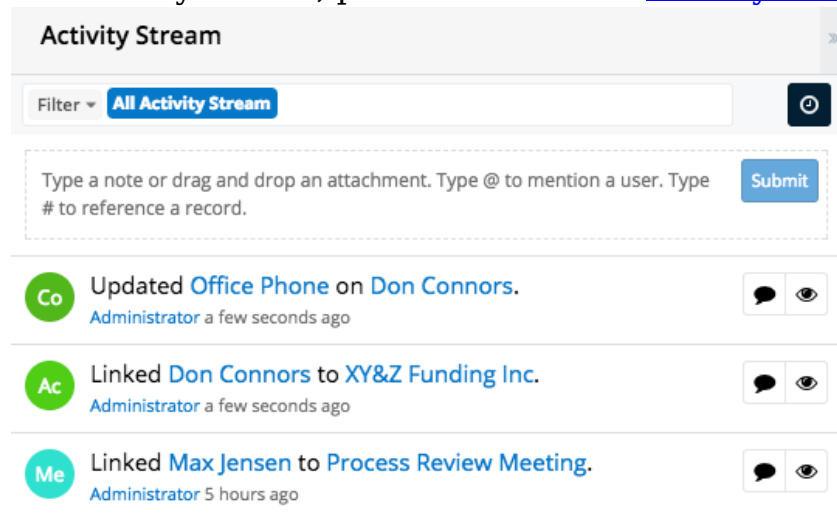 Activity Stream
»
Filter All Activity Stream
Type a note or drag and drop an attachment. Type @ to mention a user. Type
# to reference a record.
Submit
Co
Updated Office Phone on Don Connors.
Administrator a few seconds ago
Ac
Linked Don Connors to XY&Z Funding Inc.
Administrator a few seconds ago
Me
Linked Max Jensen to Process Review Meeting.
Administrator 5 hours ago